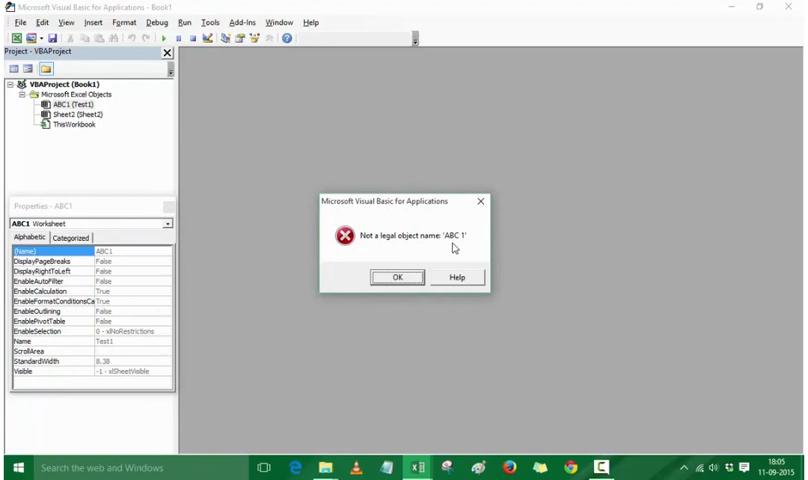 Microsoft Visual Basic for Applications - Book1
File Edit View Insert Format Debug Run Tools Add-Ins Window Help
Project - VBAProject
VBAProject (Book1)
Microsoft Excel Objects
ABC1 (Test1)
Sheet2 (Sheet2)
ThisWorkbook
Microsoft Visual Basic for Applications
Not a legal object name: 'ABC 1'
OK Help
Properties - ABC1
ABC1 Worksheet
Alphabetic Categorized
(Name) ABC1
DisplayPageBreaks False
DisplayRightToLeft False
EnableAutoFilter False
EnableCalculation True
EnableFormatConditionsCa True
EnableOutlining False
EnablePivotTable False
EnableSelection 0 - xlNoRestrictions
Name Test1
ScrollArea
StandardWidth 8.38
Visible -1 - xlSheetVisible
Search the web and Windows
18:05
11-09-2015